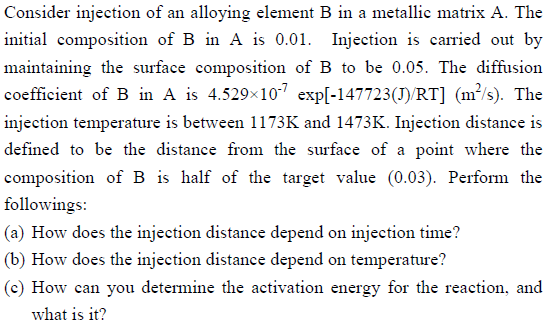 Consider injection of an alloying element B in a metallic matrix A. The
initial composition of B in A is 0.01. Injection is carried out by
maintaining the surface composition of B to be 0.05. The diffusion
coefficient of B in A is 4.529×10⁻⁷ exp[-147723(J)/RT] (m²/s). The
injection temperature is between 1173K and 1473K. Injection distance is
defined to be the distance from the surface of a point where the
composition of B is half of the target value (0.03). Perform the
followings:
(a) How does the injection distance depend on injection time?
(b) How does the injection distance depend on temperature?
(c) How can you determine the activation energy for the reaction, and
what is it?